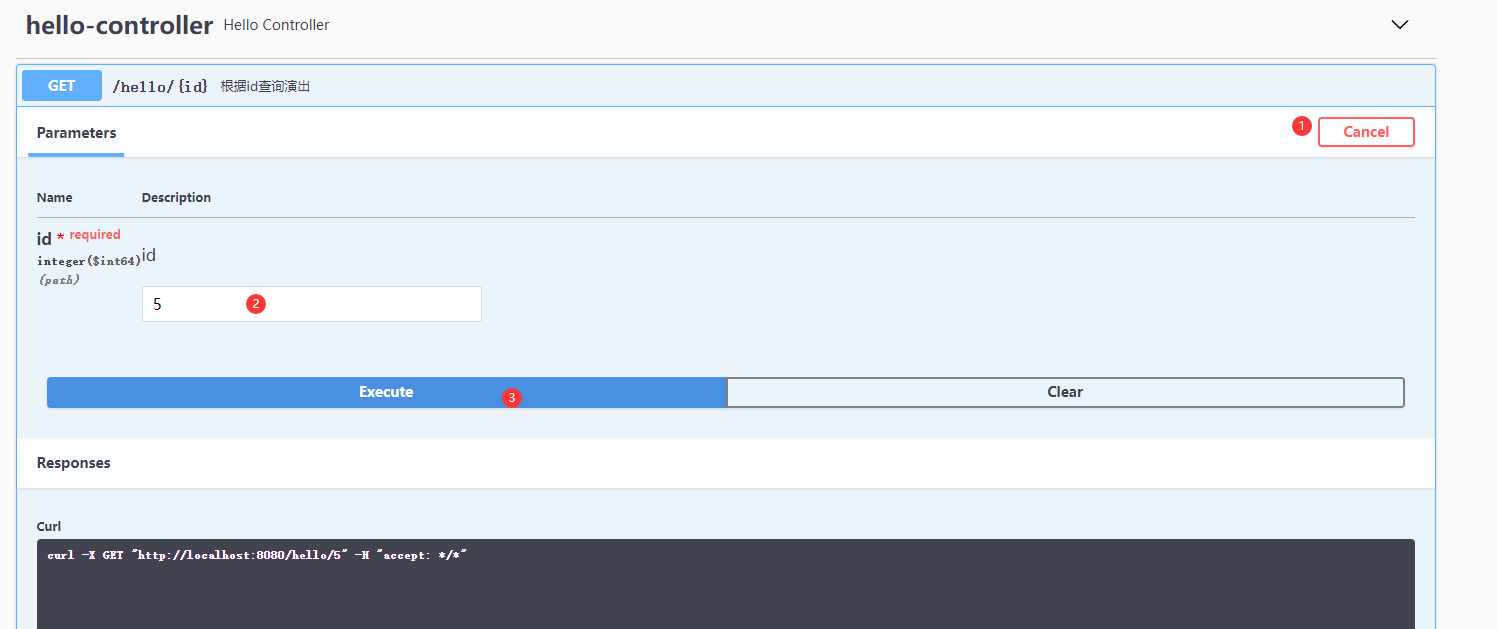 hello-controller Hello Controller
GET /hello/{id} 根据id查询演出
Parameters 1 Cancel
Name Description
id * required
integer($int64)
(path)
id
5 2
Execute 3 Clear
Responses
Curl
curl -X GET "http://localhost:8080/hello/5" -H "accept: */*"